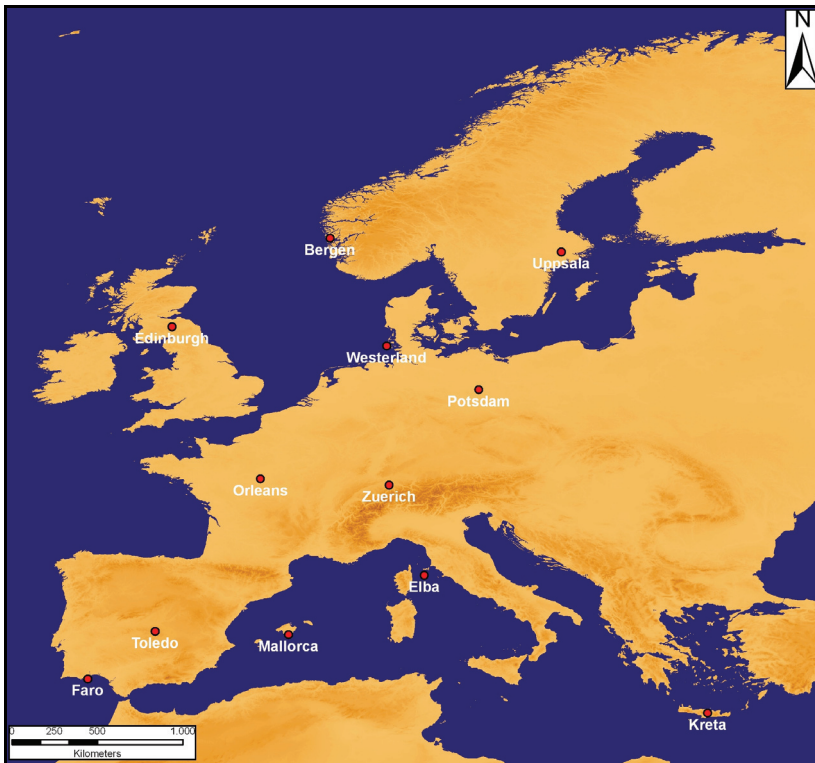 N
Bergen
Uppsala
Edinburgh
Westerland
Potsdam
Orleans
Zuerich
Elba
Toledo
Mallorca
Faro
Kreta
0 250 500 1.000
Kilometers